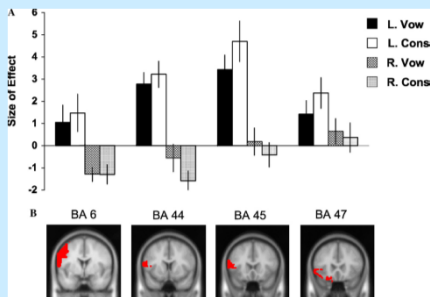 A
6
5
4
3
2
1
0
-1
-2
Size of Effect
L. Vow
L. Cons
R. Vow
R. Cons
B
BA 6 BA 44 BA 45 BA 47